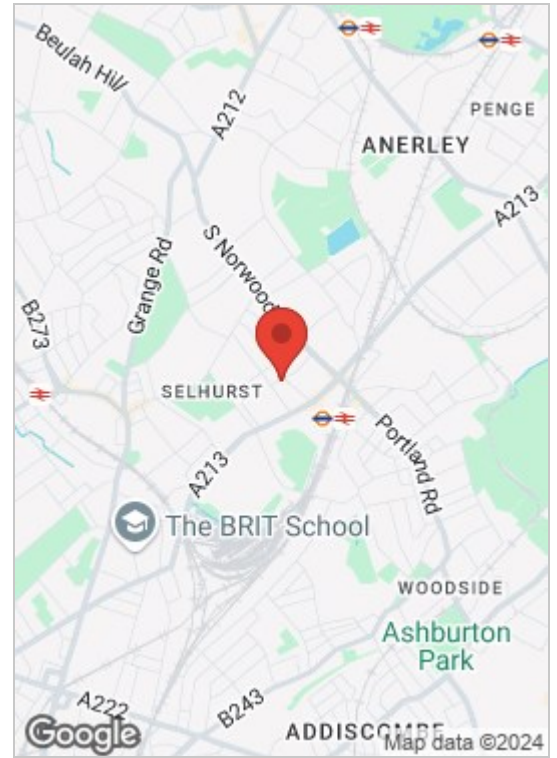 Beulah Hill
A212
PENGE
ANERLEY
A213
S Norwood
Grange Rd
B273
SELHURST
A213
Portland Rd
The BRIT School
WOODSIDE
Ashburton
Park
A222
B243
ADDISCOMBE
Google
Map data ©2024